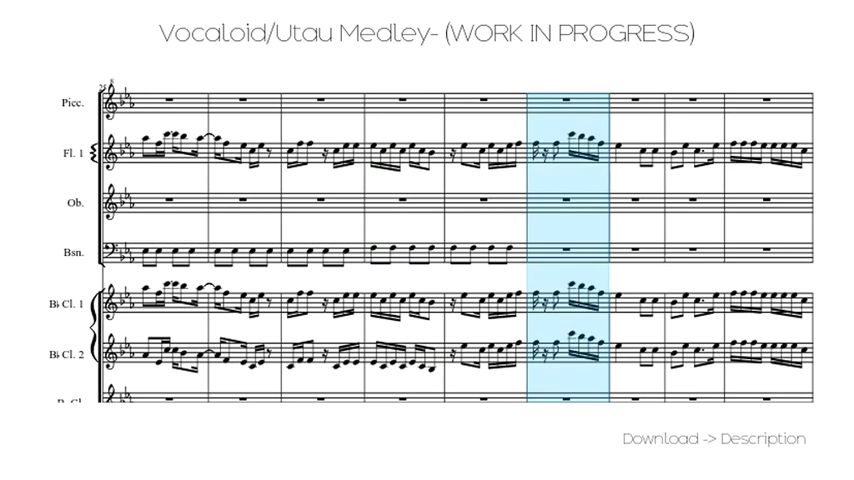 Vocaloid/Utau Medley- (WORK IN PROGRESS)
Picc.
Fl. 1
Ob.
Bsn.
B♭ Cl. 1
B♭ Cl. 2
Download -> Description